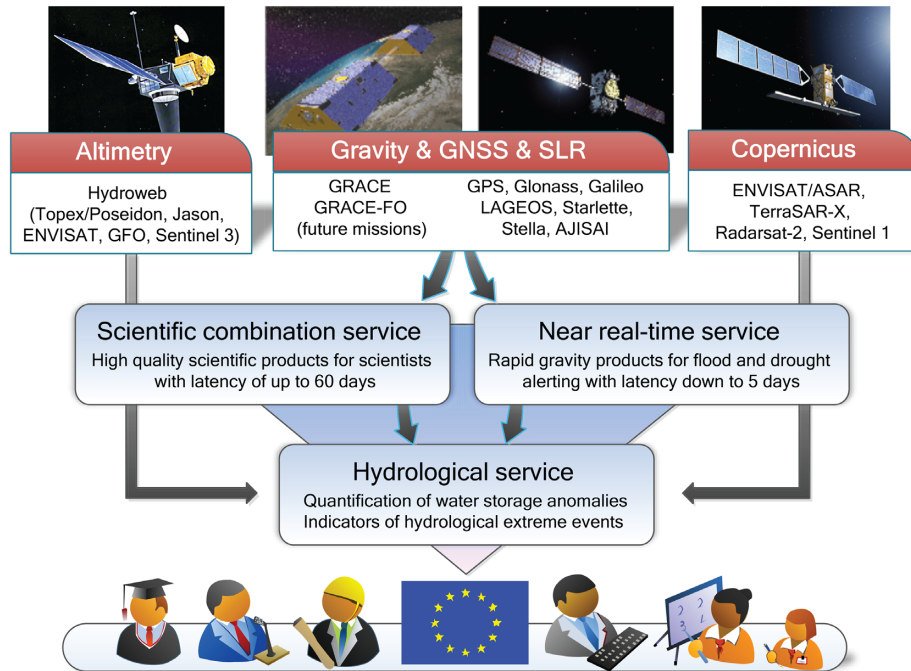 Altimetry
Hydroweb
(Topex/Poseidon, Jason,
ENVISAT, GFO, Sentinel 3)
Gravity & GNSS & SLR
GRACE
GRACE-FO
(future missions)
GPS, Glonass, Galileo
LAGEOS, Starlette,
Stella, AJISAI
Copernicus
ENVISAT/ASAR,
TerraSAR-X,
Radarsat-2, Sentinel 1
Scientific combination service
High quality scientific products for scientists
with latency of up to 60 days
Near real-time service
Rapid gravity products for flood and drought
alerting with latency down to 5 days
Hydrological service
Quantification of water storage anomalies
Indicators of hydrological extreme events